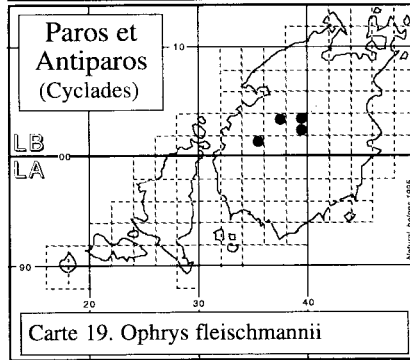 Paros et
Antiparos
(Cyclades)
10
LB
00
LA
90
20
30
40
Carte 19. Ophrys fleischmannii